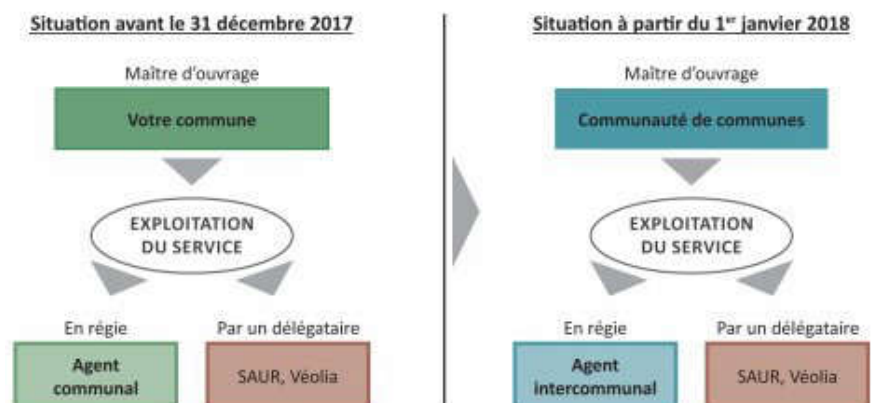 Situation avant le 31 décembre 2017
Maître d'ouvrage
Votre commune
EXPLOITATION
DU SERVICE
En régie
Par un délégataire
Agent
communal
SAUR, Véolia
Situation à partir du 1er janvier 2018
Maître d'ouvrage
Communauté de communes
EXPLOITATION
DU SERVICE
En régie
Par un délégataire
Agent
intercommunal
SAUR, Véolia